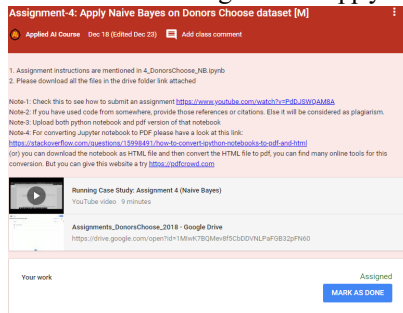 Assignment-4: Apply Naive Bayes on Donors Choose dataset [M]
Applied AI Course Dec 18 (Edited Dec 23) Add class comment
1. Assignment instructions are mentioned in 4_DonorsChoose_NB.ipynb
2. Please download all the files in the drive folder link attached
Note-1: Check this to see how to submit an assignment https://www.youtube.com/watch?v=PdDJSWQAM8A
Note-2: If you have used code from somewhere, provide those references or citations. Else it will be considered as plagiarism.
Note-3: Upload both python notebook and pdf version of that notebook
Note-4: For converting Jupyter notebook to PDF please have a look at this link:
https://stackoverflow.com/questions/15998491/how-to-convert-ipython-notebooks-to-pdf-and-html
(or) you can download the notebook as HTML file and then convert the HTML file to pdf, you can find many online tools for this
conversion. But you can give this website a try https://pdfcrowd.com
Running Case Study: Assignment 4 (Naive Bayes)
YouTube video 9 minutes
Assignments_DonorsChoose_2018 - Google Drive
https://drive.google.com/open?id=1MIwK7BQMev8f5CbDDVNLPaFGB32pFN60
Your work Assigned
MARK AS DONE